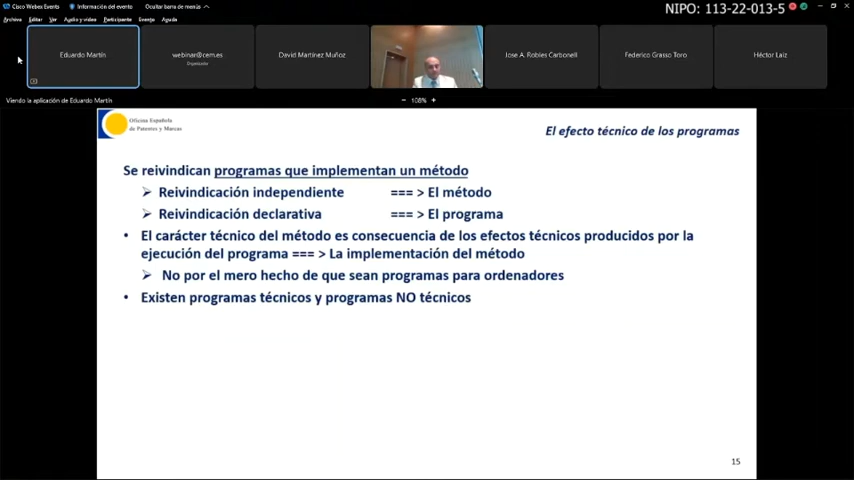 Cisco Webex Events
Información del evento
Ocultar barra de menús
NIPO: 113-22-013-5
Archivo Editar Ver Audio y vídeo Participante Evento Ayuda
Eduardo Martín
webinar@cem.es
Organizador
David Martínez Muñoz
Jose A. Robles Carbonell
Federico Grasso Toro
Héctor Laiz
Viendo la aplicación de Eduardo Martín
− 108% +
Oficina Española
de Patentes y Marcas
El efecto técnico de los programas
Se reivindican programas que implementan un método
➢ Reivindicación independiente === > El método
➢ Reivindicación declarativa === > El programa
• El carácter técnico del método es consecuencia de los efectos técnicos producidos por la
ejecución del programa === > La implementación del método
➢ No por el mero hecho de que sean programas para ordenadores
• Existen programas técnicos y programas NO técnicos
15